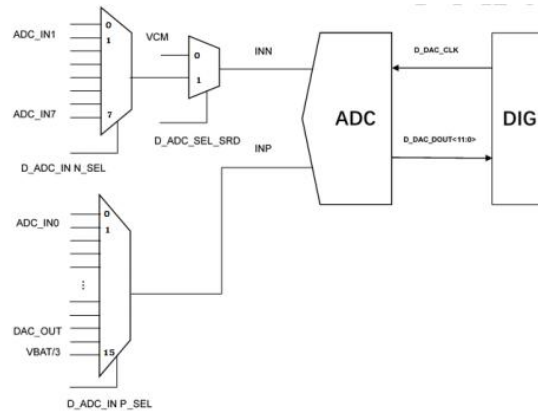 0
ADC_IN1
1
VCM
0
INN
D_DAC_CLK
1
ADC
DIG
ADC_IN7
7
D_ADC_SEL_SRD
D_DAC_DOUT<11:0>
D_ADC_IN N_SEL
INP
0
ADC_IN0
1
...
DAC_OUT
VBAT/3
15
D_ADC_IN P_SEL